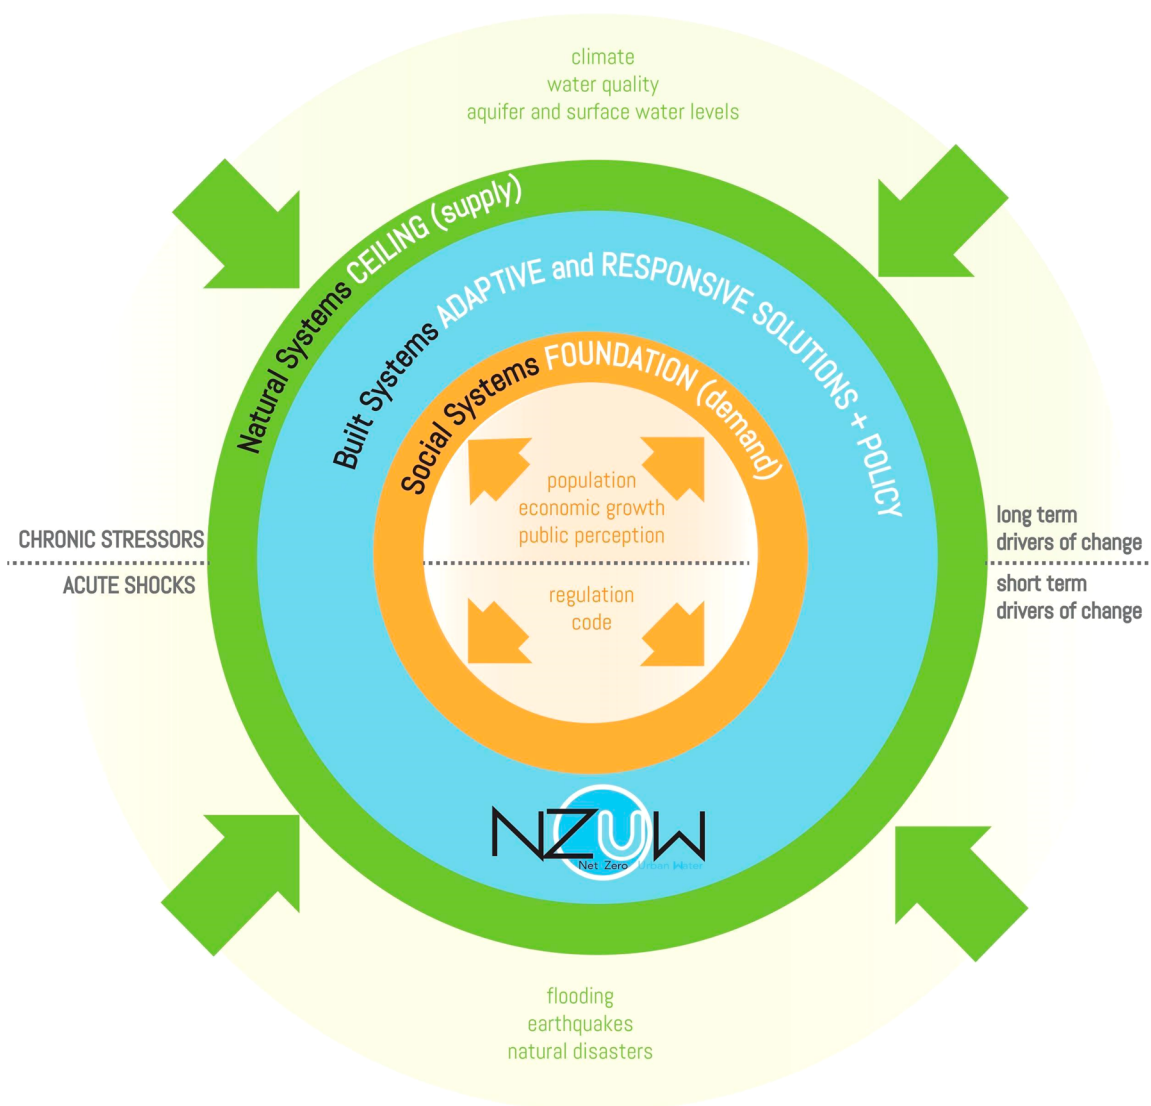 climate
water quality
aquifer and surface water levels
Natural Systems CEILING (supply)
Built Systems ADAPTIVE and RESPONSIVE SOLUTIONS + POLICY
Social Systems FOUNDATION (demand)
population
economic growth
public perception
CHRONIC STRESSORS
ACUTE SHOCKS
long term
drivers of change
short term
drivers of change
regulation
code
NZUW
Net Zero Urban Water
flooding
earthquakes
natural disasters